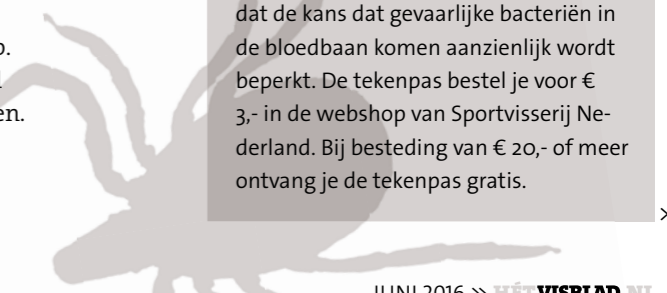 dat de kans dat gevaarlijke bacteriën in
de bloedbaan komen aanzienlijk wordt
beperkt. De tekenpas bestel je voor €
3,- in de webshop van Sportvisserij Ne-
derland. Bij besteding van € 20,- of meer
ontvang je de tekenpas gratis.
en.
JUNI 2016 » HÉT VISBLAD.NL